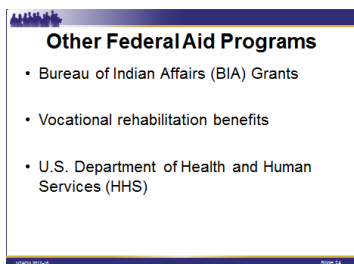 Other Federal Aid Programs
• Bureau of Indian Affairs (BIA) Grants
• Vocational rehabilitation benefits
• U.S. Department of Health and Human
Services (HHS)